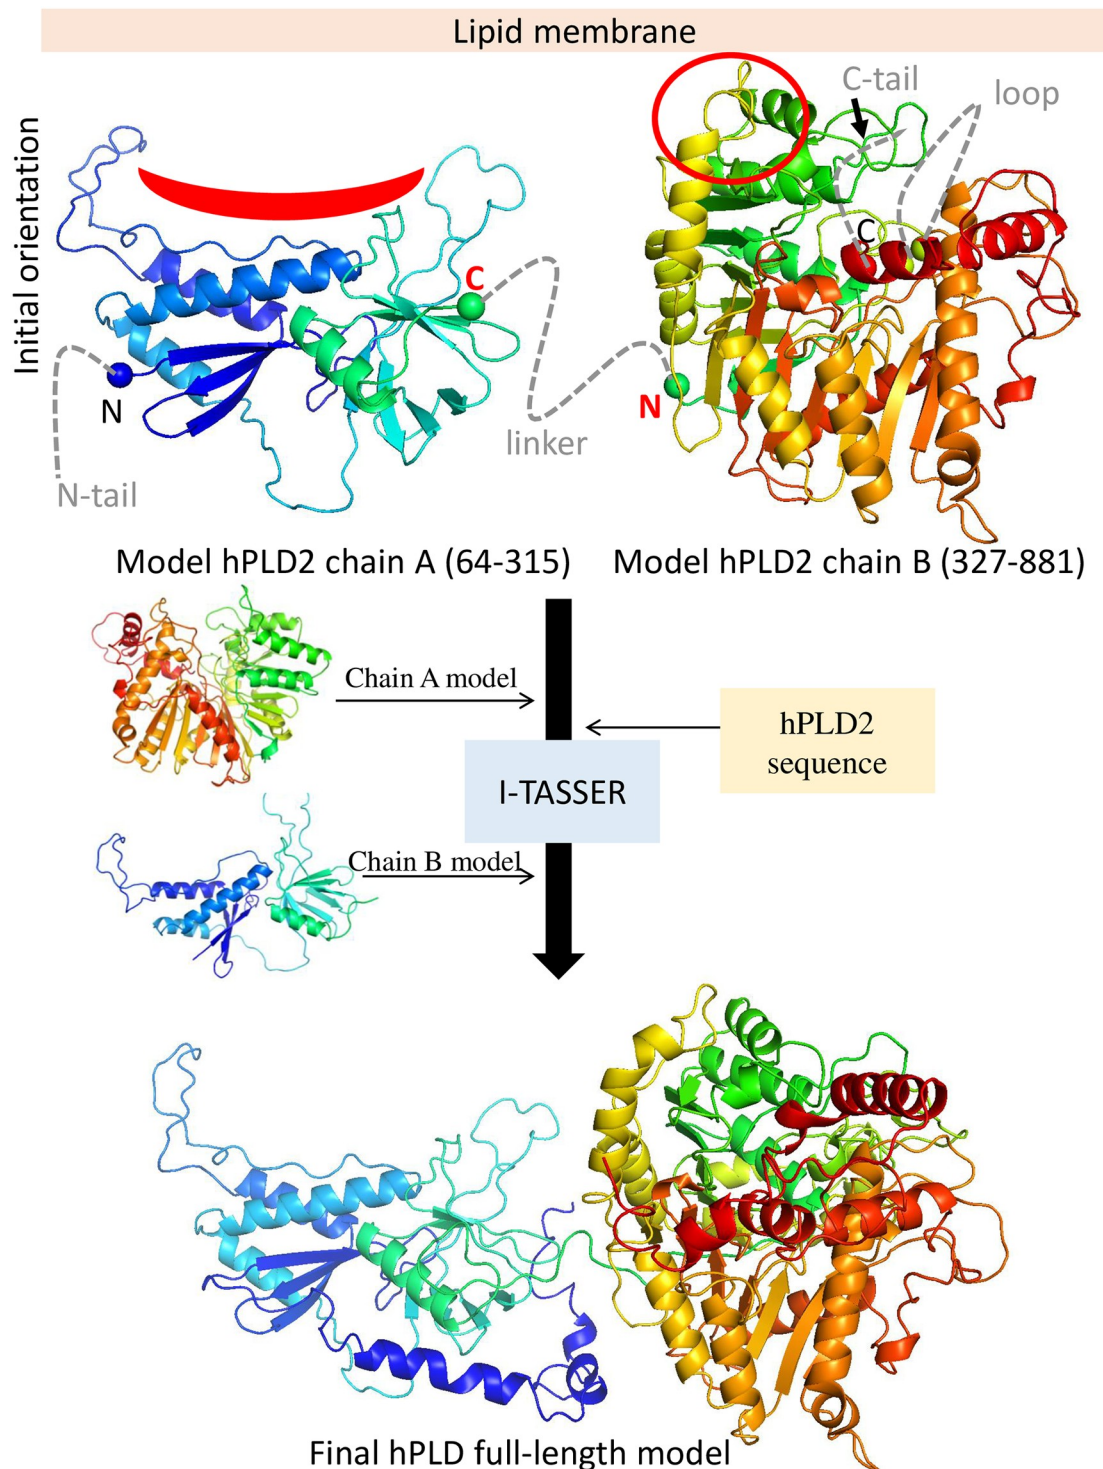 Lipid membrane
Initial orientation
C-tail
loop
C
C
N
N
linker
N-tail
Model hPLD2 chain A (64-315)
Model hPLD2 chain B (327-881)
Chain A model
hPLD2
sequence
I-TASSER
Chain B model
Final hPLD full-length model